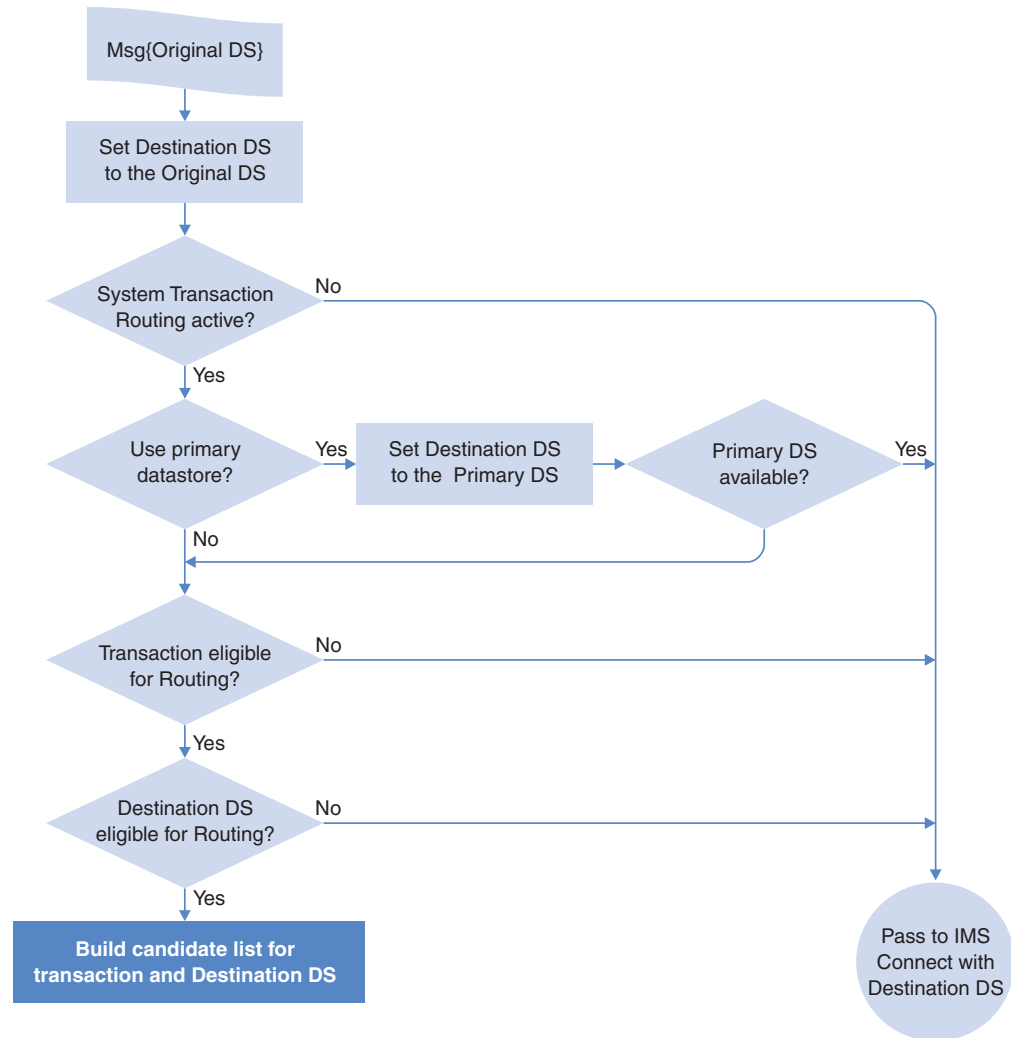 Msg{Original DS}
Set Destination DS
to the Original DS
System Transaction
Routing active?
No
Yes
Use primary
datastore?
Yes
Set Destination DS
to the Primary DS
Primary DS
available?
Yes
No
Transaction eligible
for Routing?
No
Yes
Destination DS
eligible for Routing?
No
Yes
Build candidate list for
transaction and Destination DS
Pass to IMS
Connect with
Destination DS